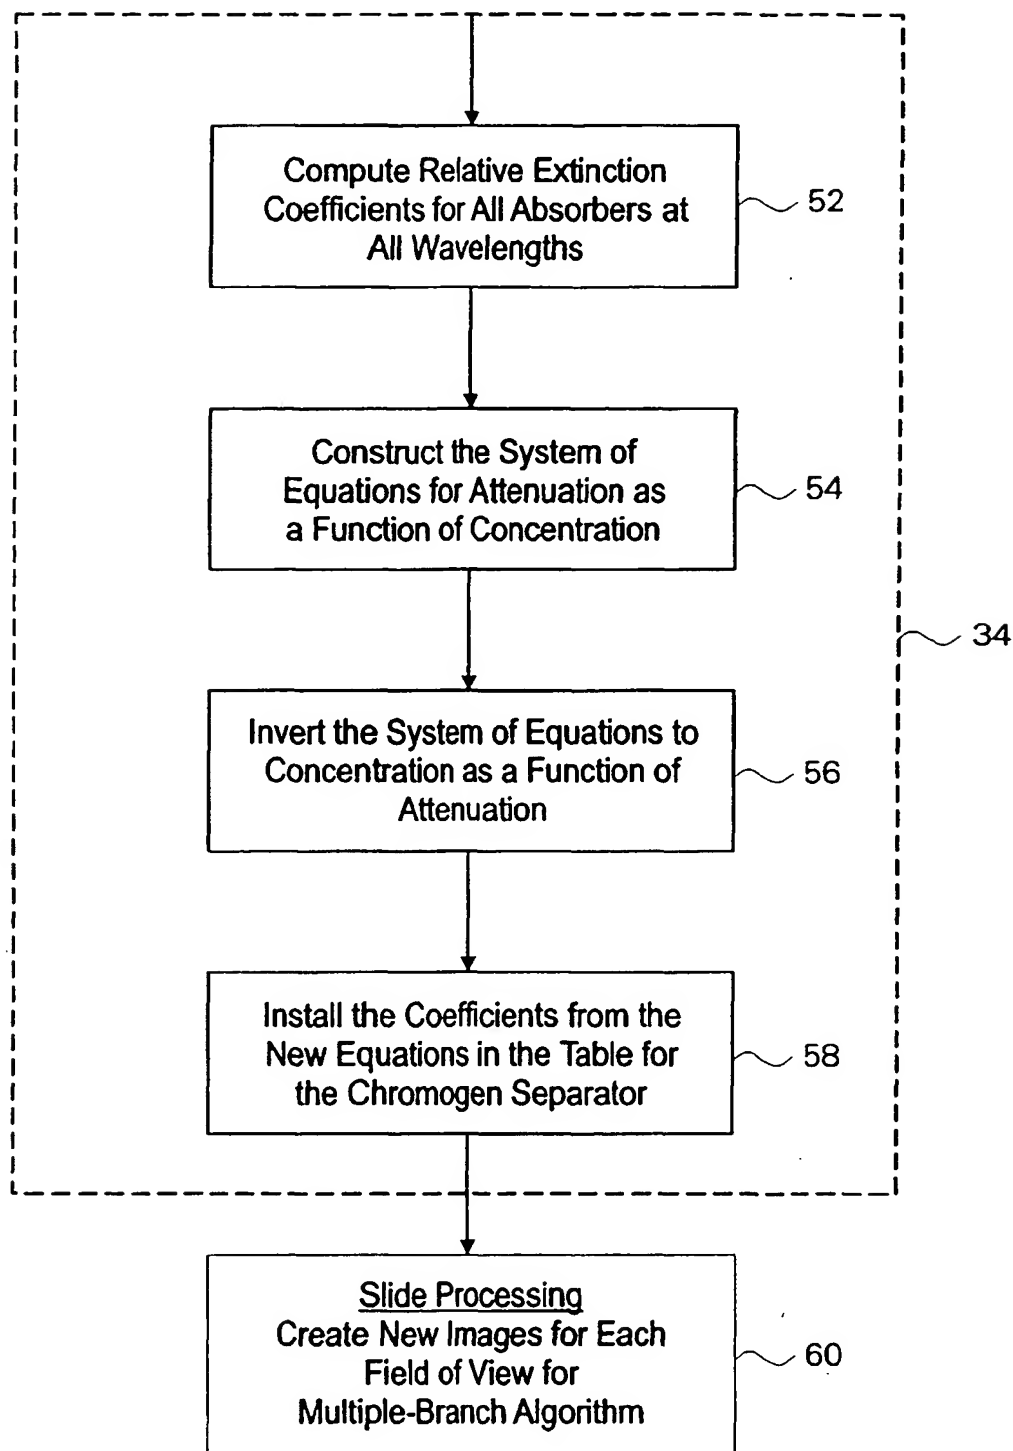 Compute Relative Extinction
Coefficients for All Absorbers at
All Wavelengths
52
Construct the System of
Equations for Attenuation as
a Function of Concentration
54
34
Invert the System of Equations to
Concentration as a Function of
Attenuation
56
Install the Coefficients from the
New Equations in the Table for
the Chromogen Separator
58
Slide Processing
Create New Images for Each
Field of View for
Multiple-Branch Algorithm
60